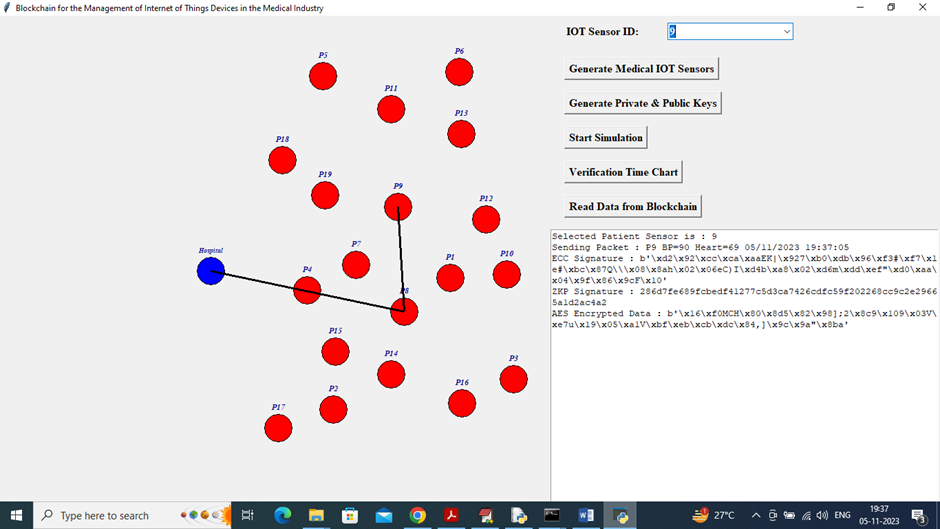 Blockchain for the Management of Internet of Things Devices in the Medical Industry
IOT Sensor ID:
9
Generate Medical IOT Sensors
Generate Private & Public Keys
Start Simulation
Verification Time Chart
Read Data from Blockchain
P5
P6
P11
P13
P18
P19
P9
P12
Hospital
P7
P4
P1
P10
P8
P15
P14
P3
P2
P16
P17
Selected Patient Sensor is : 9
Sending Packet : P9 BP=90 Heart=69 05/11/2023 19:37:05
ECC Signature : b'\xd2\x92\xcc\xca\xaaEK|\x927\xb0\xdb\x96\xf3#\xf7\x1
e#\xbc\x87Q\\\x08\x8ah\x02\x06eC)I\xd4b\xa8\x02\xd6m\xdd\xef"\xd0\xaa\
x04\x9f\x86\x9cF\x10'
ZKP Signature : 286d7fe689fcbedf41277c5d3ca7426cdfc59f202268cc9c2e2966
5a1d2ac4a2
AES Encrypted Data : b'\x16\xf0MCH\x80\x8d5\x82\x98];2\x8c9\x109\x03V\
xe7u\x19\x05\xa1V\xbf\xeb\xcb\xdc\x84,]\x9c\x9a"\x8ba'
Type here to search
27°C
ENG
19:37
05-11-2023
3